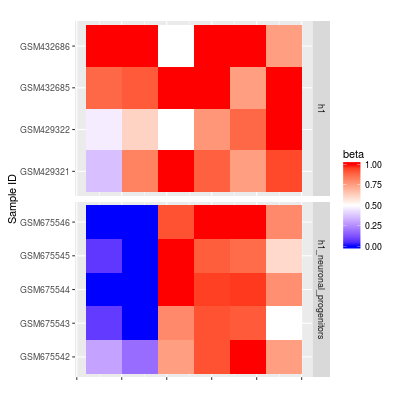 GSM432686
GSM432685
GSM429322
GSM429321
h1
GSM675546
GSM675545
GSM675544
GSM675543
GSM675542
h1_neuronal_progenitors
Sample ID
beta
1.00
0.75
0.50
0.25
0.00